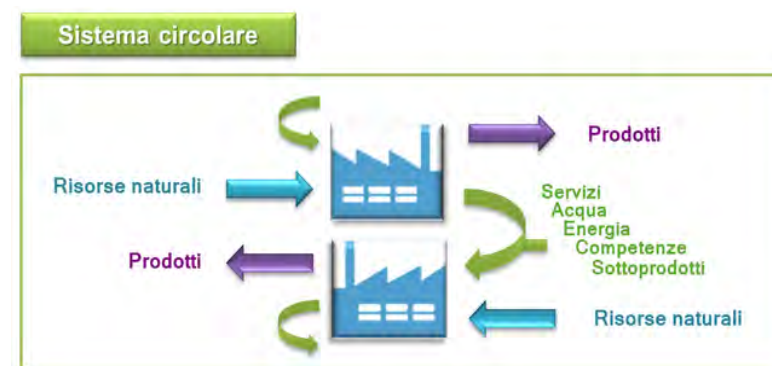 Sistema circolare
Prodotti
Risorse naturali
Servizi
Acqua
Energia
Competenze
Sottoprodotti
Prodotti
Risorse naturali